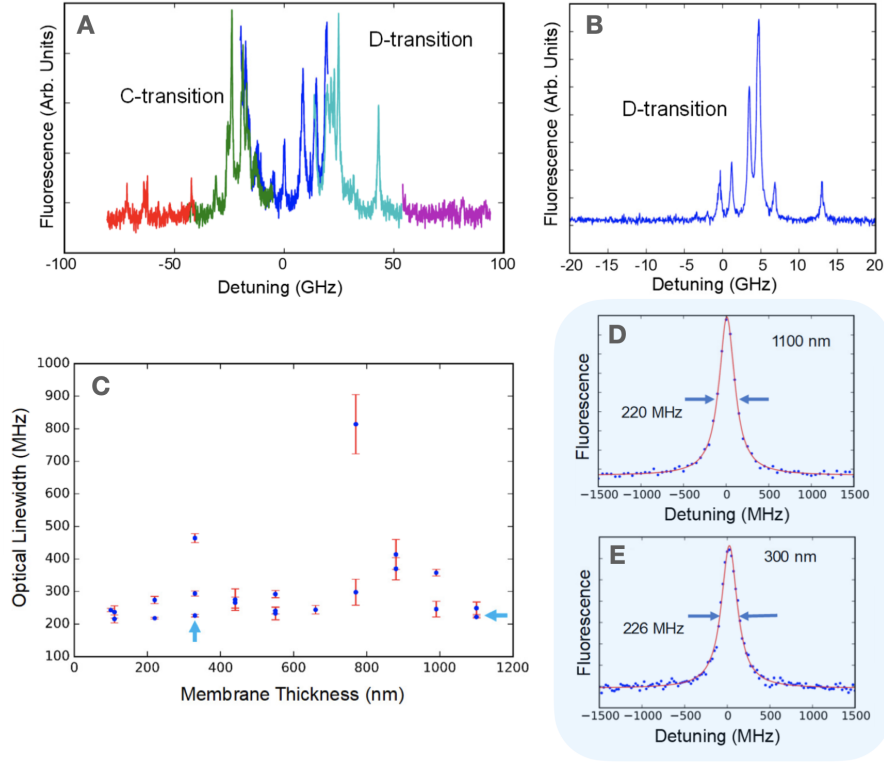 A
C-transition
D-transition
Fluorescence (Arb. Units)
-100
-50
0
50
100
Detuning (GHz)
B
D-transition
Fluorescence (Arb. Units)
-20
-15
-10
-5
0
5
10
15
20
Detuning (GHz)
C
Optical Linewidth (MHz)
1000
900
800
700
600
500
400
300
200
100
0
200
400
600
800
1000
1200
Membrane Thickness (nm)
D
1100 nm
220 MHz
Fluorescence
−1500
−1000
−500
0
500
1000
1500
Detuning (MHz)
E
300 nm
226 MHz
Fluorescence
−1500
−1000
−500
0
500
1000
1500
Detuning (MHz)